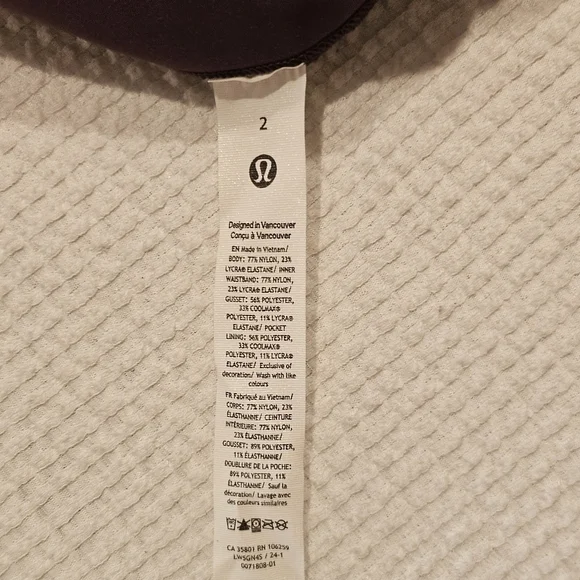 2
Designed in Vancouver
Conçu à Vancouver
EN Made in Vietnam/
BODY: 77% NYLON, 23%
LYCRA® ELASTANE/ INNER
WAISTBAND: 77% NYLON,
23% LYCRA® ELASTANE/
GUSSET: 56% POLYESTER,
33% COOLMAX®
POLYESTER, 11% LYCRA®
ELASTANE/ POCKET
LINING: 56% POLYESTER,
33% COOLMAX®
POLYESTER, 11% LYCRA®
ELASTANE/ Exclusive of
decoration/ Wash with like
colours
FR Fabriqué au Vietnam/
CORPS: 77% NYLON, 23%
ÉLASTHANNE/ CEINTURE
INTÉRIEURE: 77% NYLON,
23% ÉLASTHANNE/
GOUSSET: 89% POLYESTER,
11% ÉLASTHANNE/
DOUBLURE DE LA POCHE:
89% POLYESTER, 11%
ÉLASTHANNE/ Sauf la
décoration/ Lavage avec
des couleurs similaires
CA 35801 RN 106259
LW5GN4S / 24-1
0071808-01